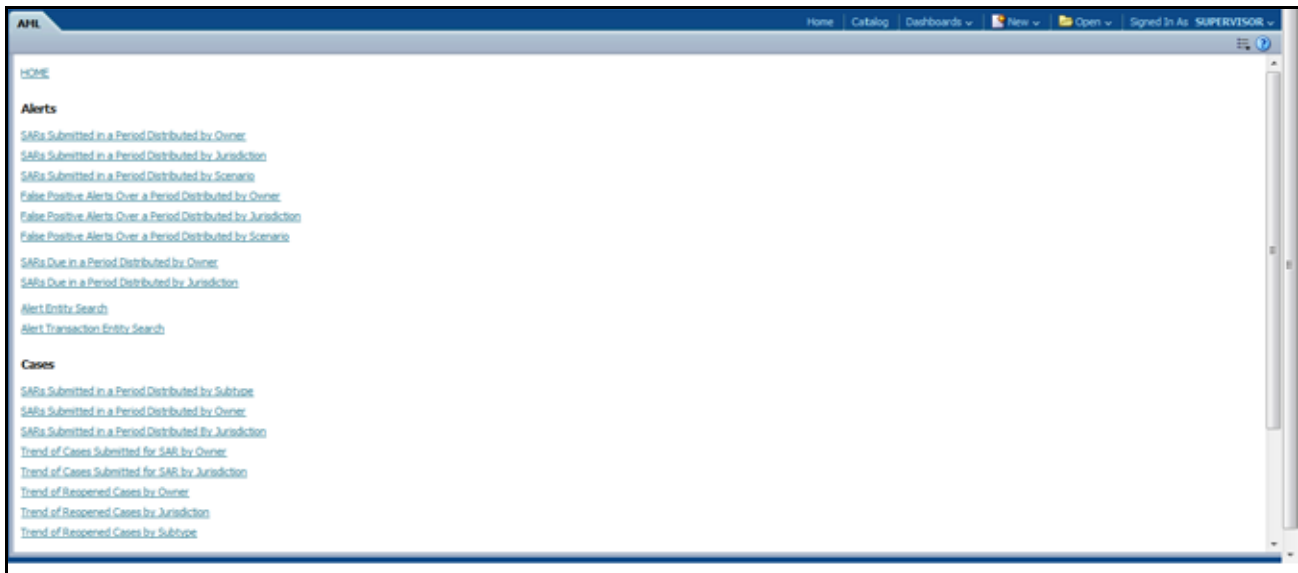 AML
Home Catalog Dashboards New Open Signed In As SUPERVISOR
HOME
Alerts
SARs Submitted in a Period Distributed by Owner
SARs Submitted in a Period Distributed by Jurisdiction
SARs Submitted in a Period Distributed by Scenario
False Positive Alerts Over a Period Distributed by Owner
False Positive Alerts Over a Period Distributed by Jurisdiction
False Positive Alerts Over a Period Distributed by Scenario
SARs Due in a Period Distributed by Owner
SARs Due in a Period Distributed by Jurisdiction
Alert Entity Search
Alert Transaction Entity Search
Cases
SARs Submitted in a Period Distributed by Subtype
SARs Submitted in a Period Distributed by Owner
SARs Submitted in a Period Distributed By Jurisdiction
Trend of Cases Submitted for SAR by Owner
Trend of Cases Submitted for SAR by Jurisdiction
Trend of Reopened Cases by Owner
Trend of Reopened Cases by Jurisdiction
Trend of Reopened Cases by Subtype